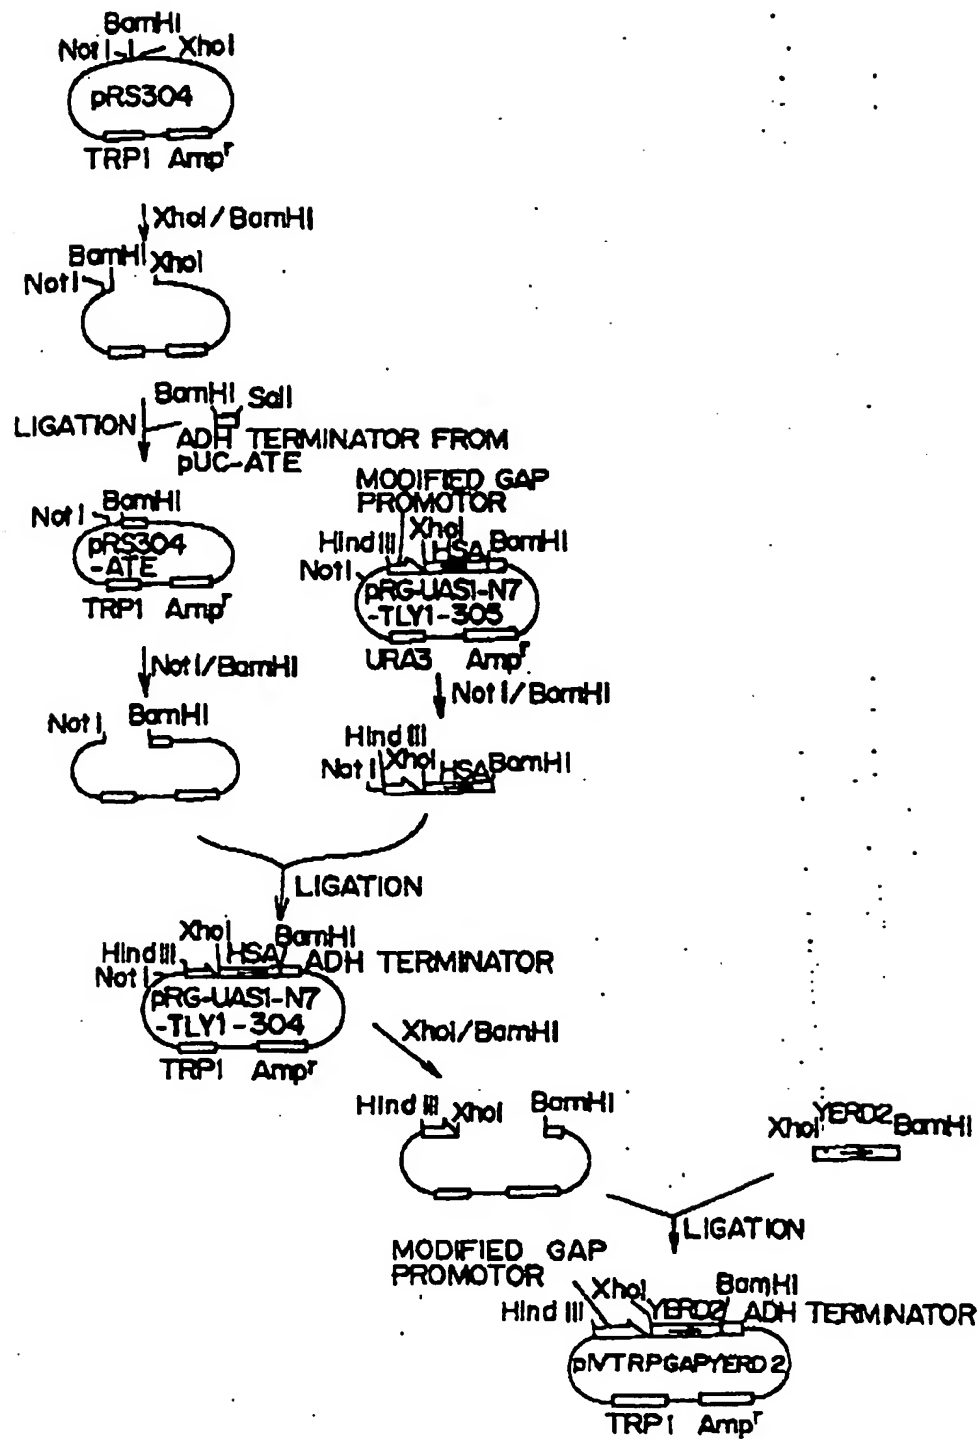 BamHI
NotI XhoI
pRS304
TRP1 Ampr
XhoI/BamHI
BamHI XhoI
NotI
BamHI SalI
LIGATION
ADH TERMINATOR FROM
pUC-ATE
MODIFIED GAP
PROMOTOR
BamHI
NotI
pRS304
-ATE
TRP1 Ampr
XhoI
HindIII HSA BamHI
NotI
pRG-UAS1-N7
-TLY1-305
URA3 Ampr
NotI/BamHI
NotI/BamHI
NotI BamHI
HindIII
XhoI
NotI HSA BamHI
LIGATION
XhoI BamHI
HindIII HSA ADH TERMINATOR
NotI
pRG-UAS1-N7
-TLY1-304
TRP1 Ampr
XhoI/BamHI
HindIII XhoI BamHI
YERD2
XhoI BamHI
LIGATION
MODIFIED GAP
PROMOTOR
XhoI BamHI
HindIII YERD2 ADH TERMINATOR
pIVTRPGAPYERD2
TRP1 Ampr